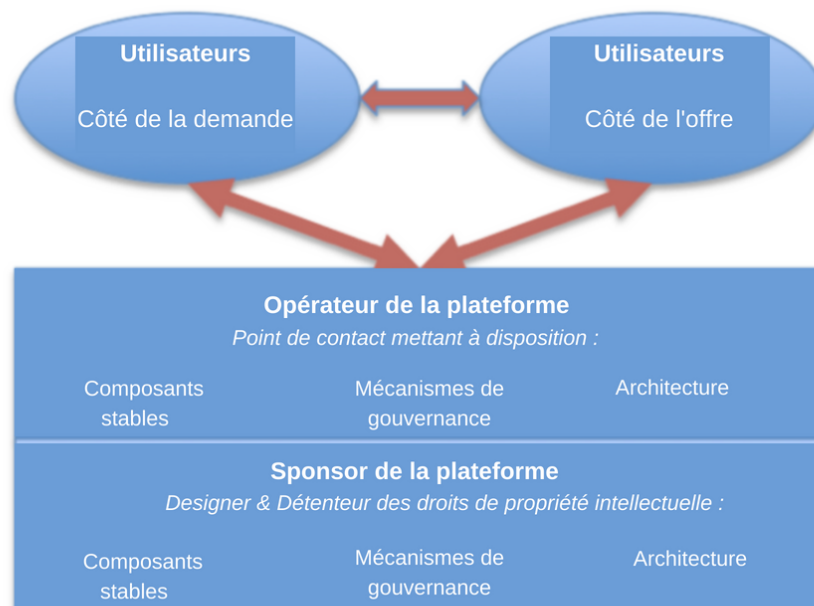 Utilisateurs
Côté de la demande
Utilisateurs
Côté de l'offre
Opérateur de la plateforme
Point de contact mettant à disposition :
Composants
stables
Mécanismes de
gouvernance
Architecture
Sponsor de la plateforme
Designer & Détenteur des droits de propriété intellectuelle :
Composants
stables
Mécanismes de
gouvernance
Architecture